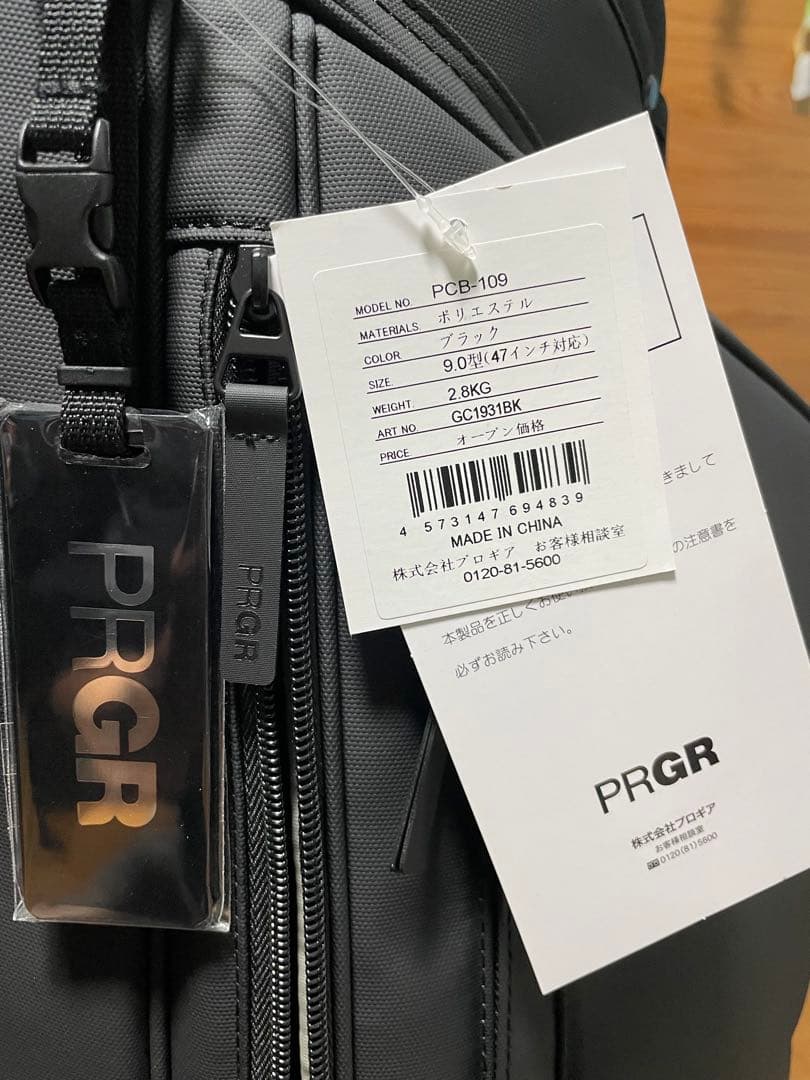 MODEL NO. PCB-109
MATERIALS. ポリエステル
COLOR ブラック
SIZE. 9.0型(47インチ対応)
WEIGHT. 2.8KG
ART NO. GC1931BK
PRICE オープン価格
4 573147 694839
MADE IN CHINA
株式会社プロギア お客様相談室
0120-81-5600
きまして
の注意書を
本製品を正しくお使い
必ずお読み下さい。
PRGR
株式会社プロギア
お客様相談室
0120(81)5600
PRGR
PRGR